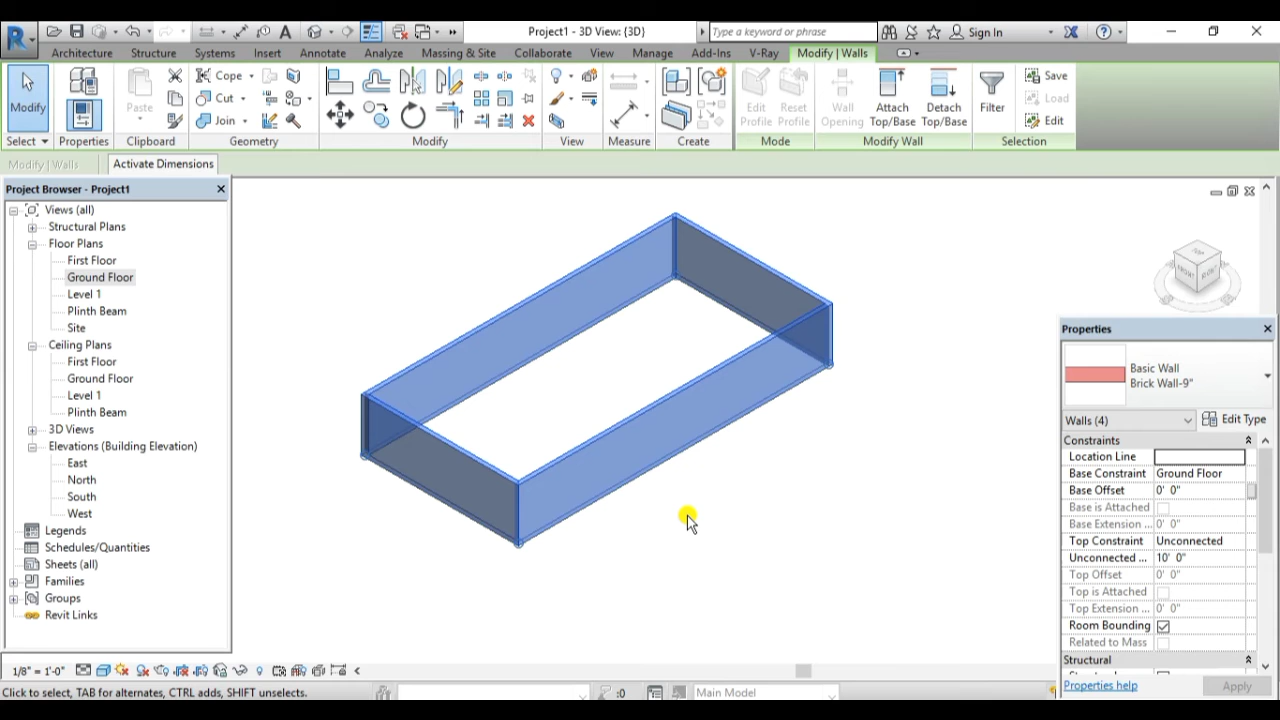 Project1 - 3D View: {3D}
Type a keyword or phrase
Sign In
Architecture
Structure
Systems
Insert
Annotate
Analyze
Massing & Site
Collaborate
View
Manage
Add-Ins
V-Ray
Modify | Walls
Modify
Select
Properties
Paste
Cope
Cut
Join
Clipboard
Geometry
Modify
View
Measure
Create
Edit
Profile
Reset
Profile
Mode
Wall
Opening
Attach
Top/Base
Detach
Top/Base
Modify Wall
Filter
Save
Load
Edit
Selection
Modify | Walls
Activate Dimensions
Project Browser - Project1
Views (all)
Structural Plans
Floor Plans
First Floor
Ground Floor
Level 1
Plinth Beam
Site
Ceiling Plans
First Floor
Ground Floor
Level 1
Plinth Beam
3D Views
Elevations (Building Elevation)
East
North
South
West
Legends
Schedules/Quantities
Sheets (all)
Families
Groups
Revit Links
TOP
FRONT
RIGHT
Properties
Basic Wall
Brick Wall-9"
Walls (4)
Edit Type
Constraints
Location Line
Base Constraint Ground Floor
Base Offset 0' 0"
Base is Attached
Base Extension ... 0' 0"
Top Constraint Unconnected
Unconnected ... 10' 0"
Top Offset 0' 0"
Top is Attached
Top Extension ... 0' 0"
Room Bounding
Related to Mass
Structural
Properties help
Apply
1/8" = 1'-0"
Click to select, TAB for alternates, CTRL adds, SHIFT unselects.
:0
Main Model